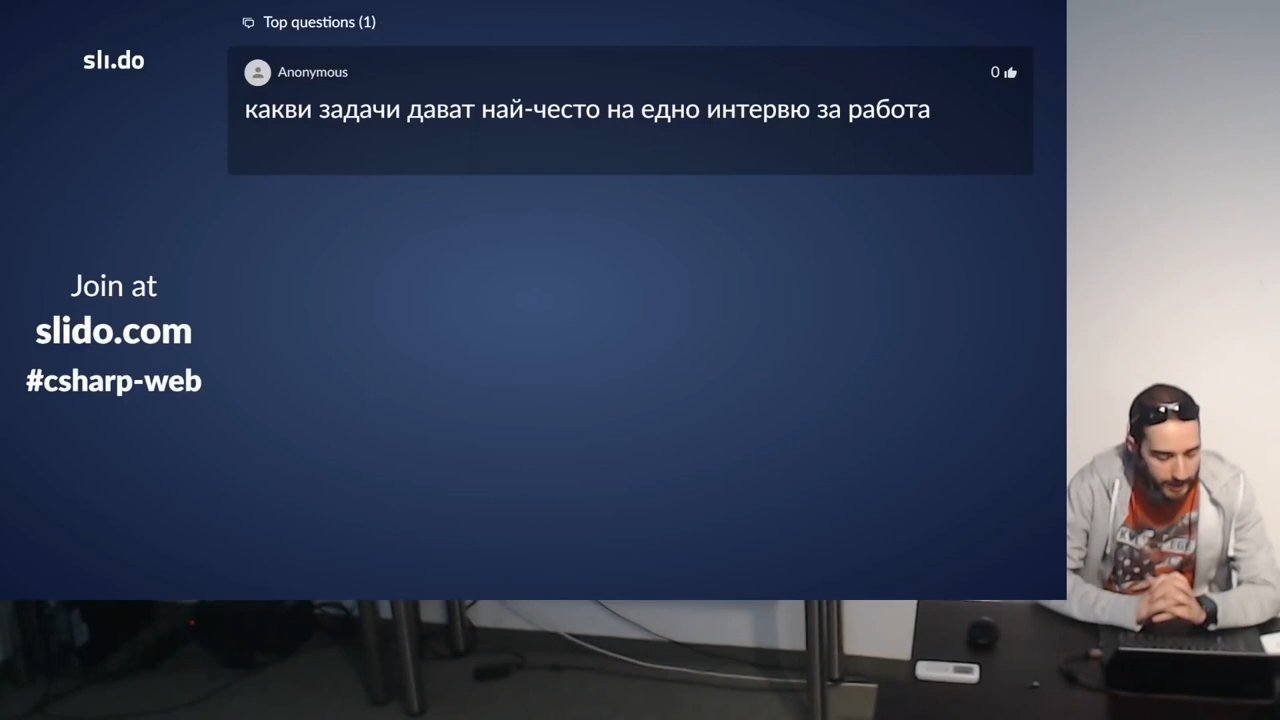 Top questions (1)
sli.do
Anonymous
0
какви задачи дават най-често на едно интервю за работа
Join at
slido.com
#csharp-web